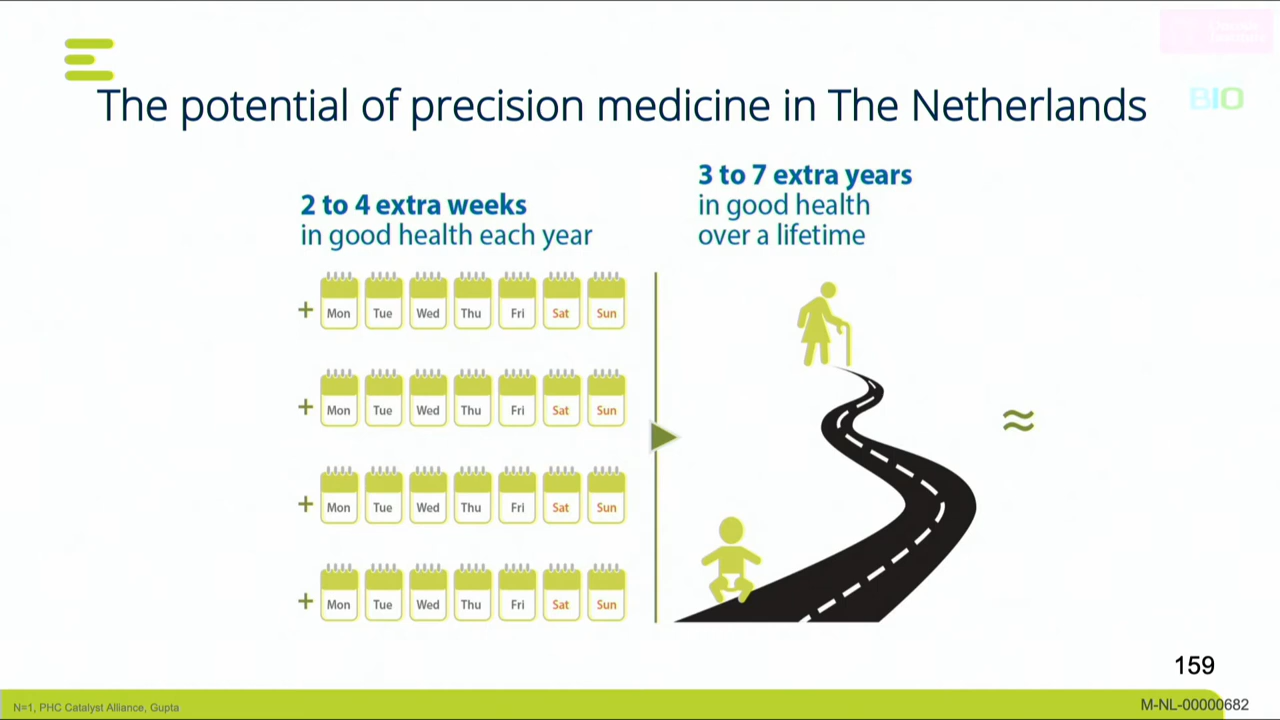 The potential of precision medicine in The Netherlands
BIO
2 to 4 extra weeks
in good health each year
+ Mon Tue Wed Thu Fri Sat Sun
+ Mon Tue Wed Thu Fri Sat Sun
+ Mon Tue Wed Thu Fri Sat Sun
+ Mon Tue Wed Thu Fri Sat Sun
3 to 7 extra years
in good health
over a lifetime
≈
159
N=1, PHC Catalyst Alliance, Gupta
M-NL-00000682